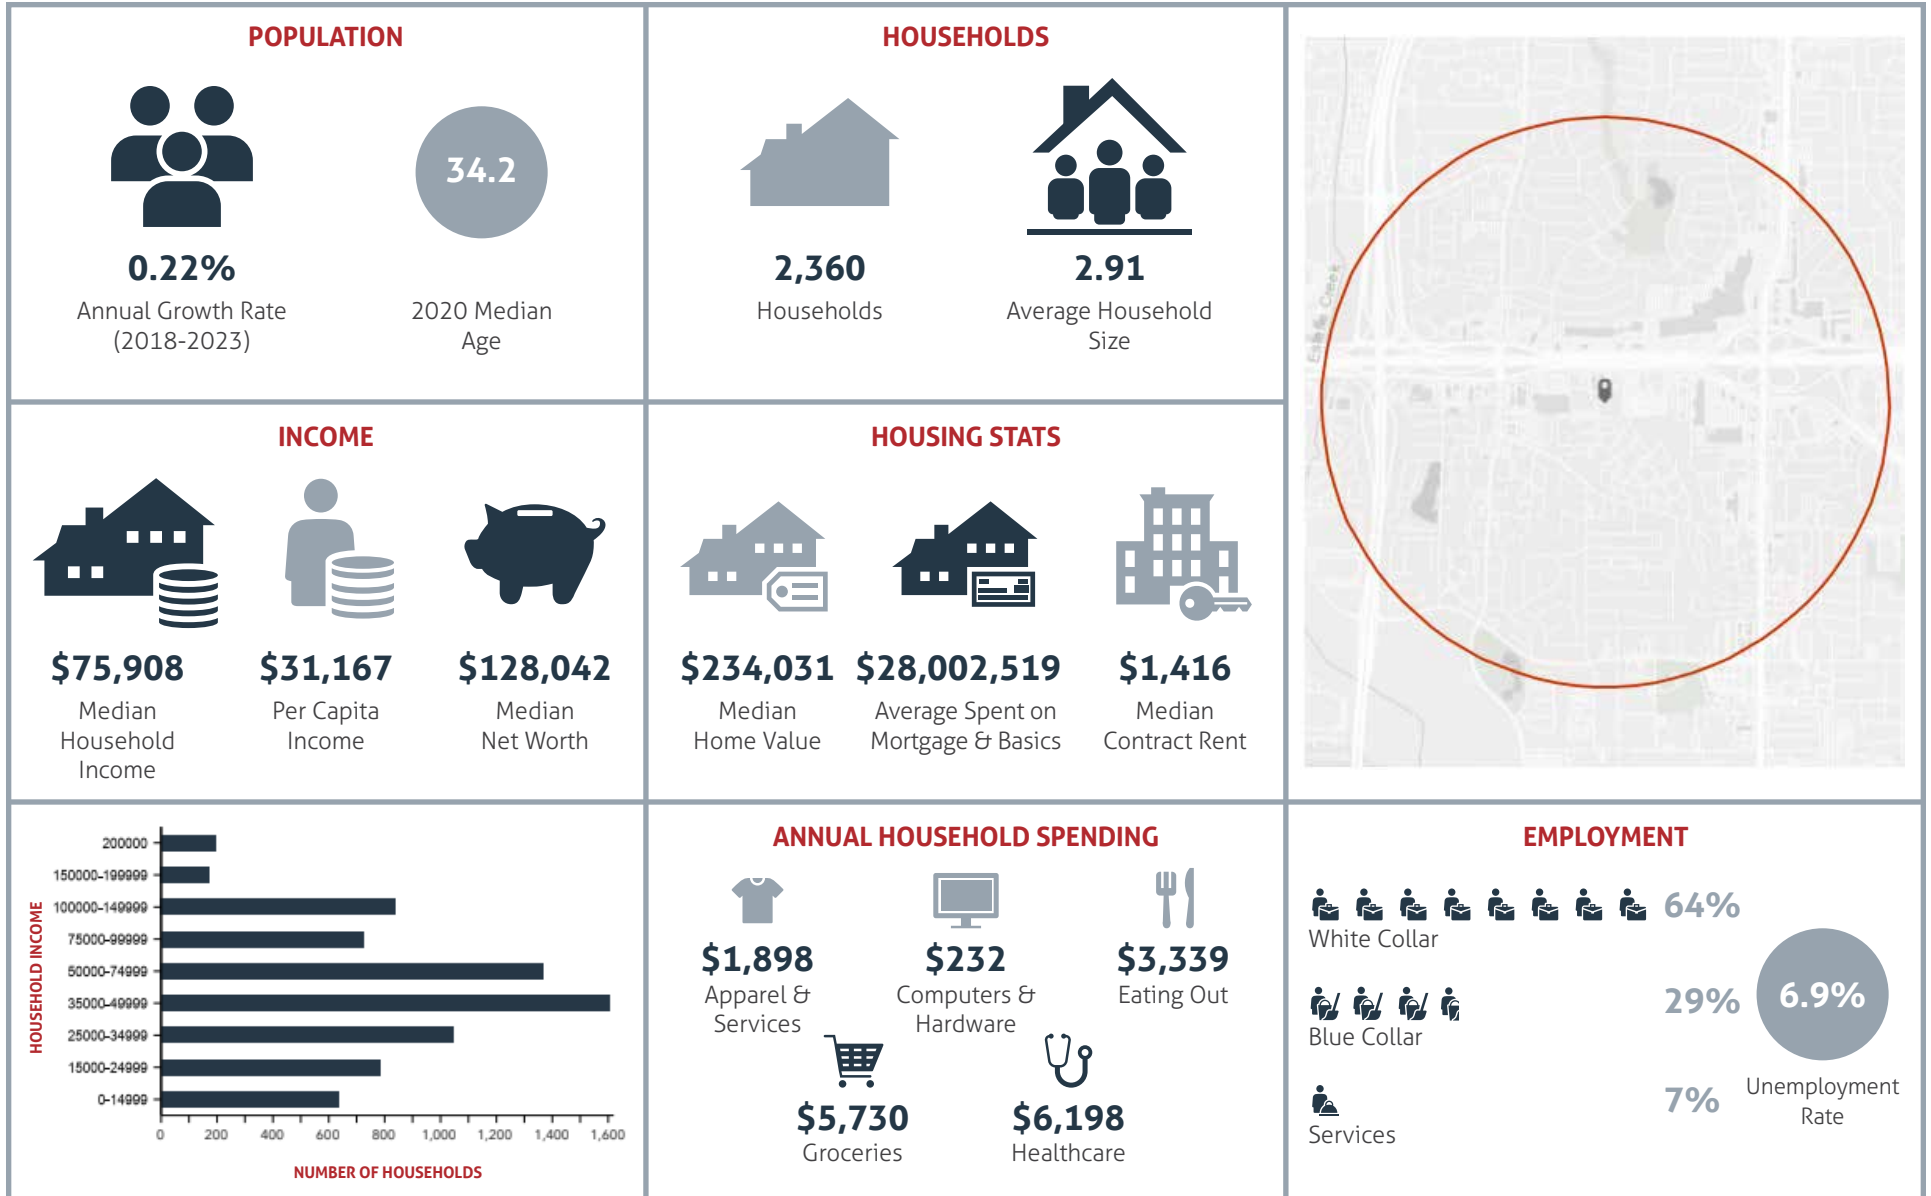 POPULATION
34.2
0.22%
Annual Growth Rate
(2018-2023)
2020 Median
Age
HOUSEHOLDS
2,360
Households
2.91
Average Household
Size
Estelle Creek
INCOME
$75,908
Median
Household
Income
$31,167
Per Capita
Income
$128,042
Median
Net Worth
HOUSING STATS
$234,031
Median
Home Value
$28,002,519
Average Spent on
Mortgage & Basics
$1,416
Median
Contract Rent
HOUSEHOLD INCOME
200000
150000-199999
100000-149999
75000-99999
50000-74999
35000-49999
25000-34999
15000-24999
0-14999
0 200 400 600 800 1,000 1,200 1,400 1,600
NUMBER OF HOUSEHOLDS
ANNUAL HOUSEHOLD SPENDING
$1,898
Apparel &
Services
$232
Computers &
Hardware
$3,339
Eating Out
$5,730
Groceries
$6,198
Healthcare
EMPLOYMENT
64%
White Collar
29%
Blue Collar
7%
Services
6.9%
Unemployment
Rate